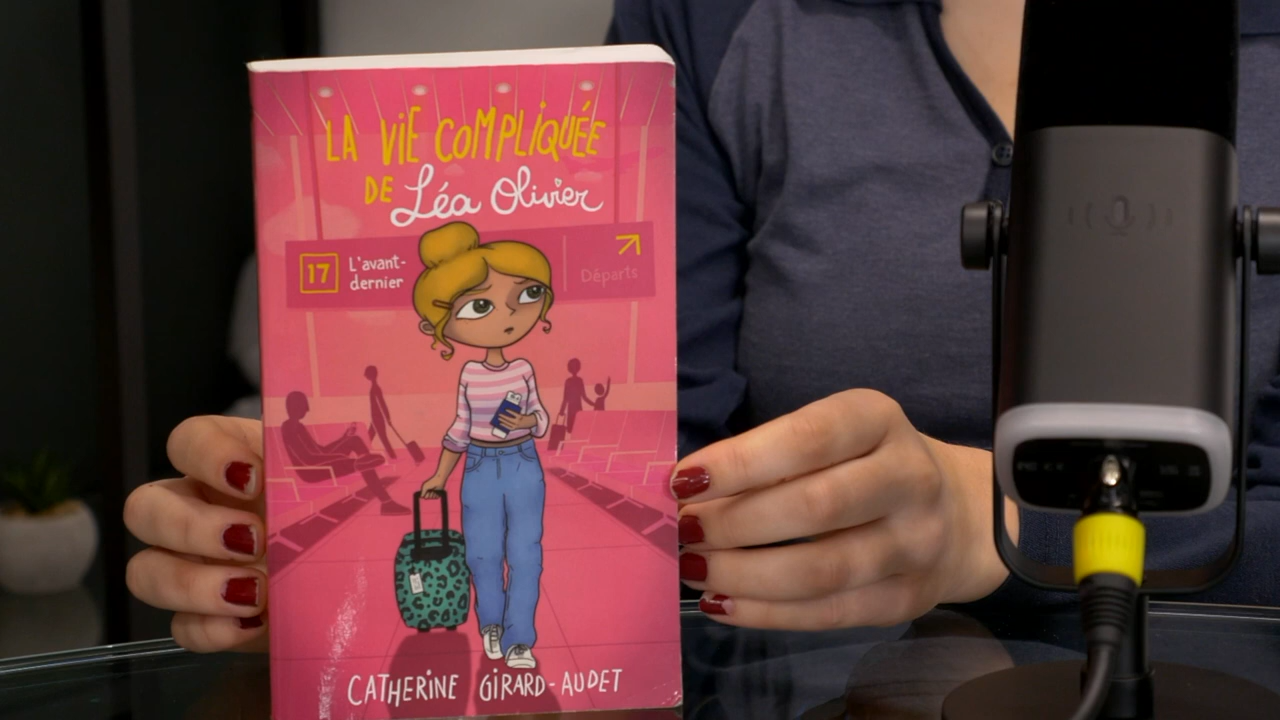 LA VIE COMPLIQUÉE
DE Léa Olivier
17 L'avant-
dernier
Départs
CATHERINE GIRARD-AUDET